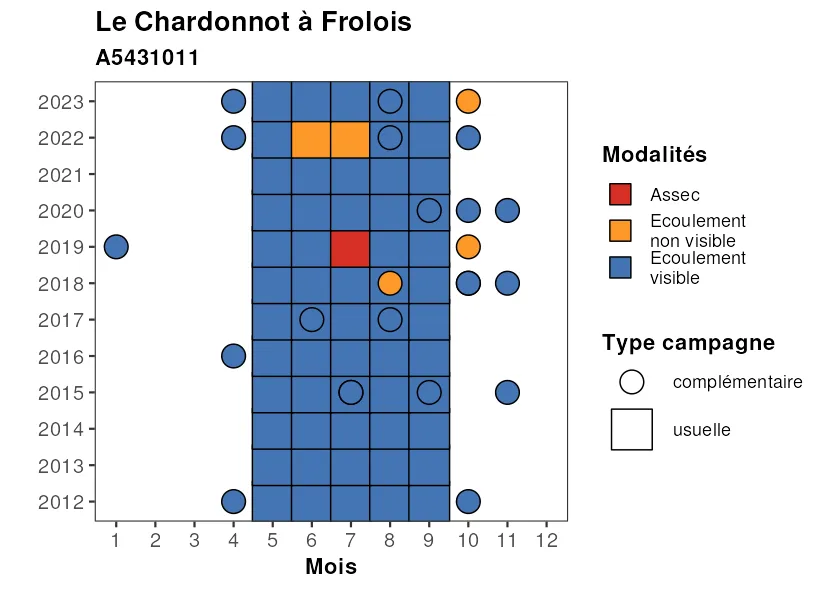 Le Chardonnot à Frolois
A5431011
2023
2022
2021
2020
2019
2018
2017
2016
2015
2014
2013
2012
1 2 3 4 5 6 7 8 9 10 11 12
Mois
Modalités
Assec
Ecoulement
non visible
Ecoulement
visible
Type campagne
complémentaire
usuelle